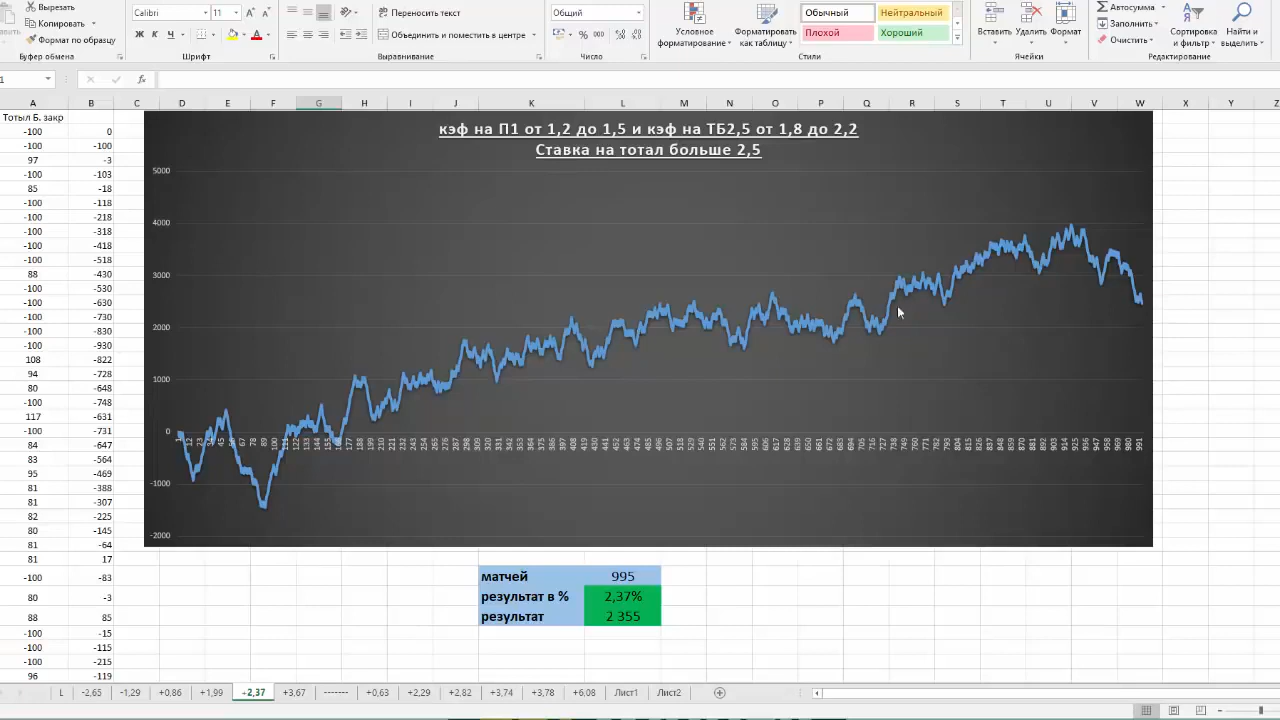 Вырезать
Копировать
Формат по образцу
Буфер обмена
Calibri
11
Ж К Ч
Шрифт
Переносить текст
Объединить и поместить в центре
Выравнивание
Общий
%
000
Число
Условное форматирование
Форматировать как таблицу
Обычный
Нейтральный
Плохой
Хороший
Стили
Вставить
Удалить
Формат
Ячейки
Автосумма
Заполнить
Очистить
Сортировка и фильтр
Найти и выделить
Редактирование
A B C D E F G H I J K L M N O P Q R S T U V W X Y Z
Тотыл Б. закр
-100 0
-100 -100
97 -3
-100 -103
85 -18
-100 -118
-100 -218
-100 -318
-100 -418
-100 -518
88 -430
-100 -530
-100 -630
-100 -730
-100 -830
-100 -930
108 -822
94 -728
80 -648
-100 -748
117 -631
-100 -731
84 -647
83 -564
95 -469
81 -388
81 -307
82 -225
80 -145
81 -64
81 17
-100 -83
80 -3
88 85
-100 -15
-100 -115
-100 -215
96 -119
кэф на П1 от 1,2 до 1,5 и кэф на ТБ2,5 от 1,8 до 2,2
Ставка на тотал больше 2,5
5000
4000
3000
2000
1000
0
-1000
-2000
матчей 995
результат в % 2,37%
результат 2 355
L -2,65 -1,29 +0,86 +1,99 +2,37 +3,67 ------- +0,63 +2,29 +2,82 +3,74 +3,78 +6,08 Лист1 Лист2